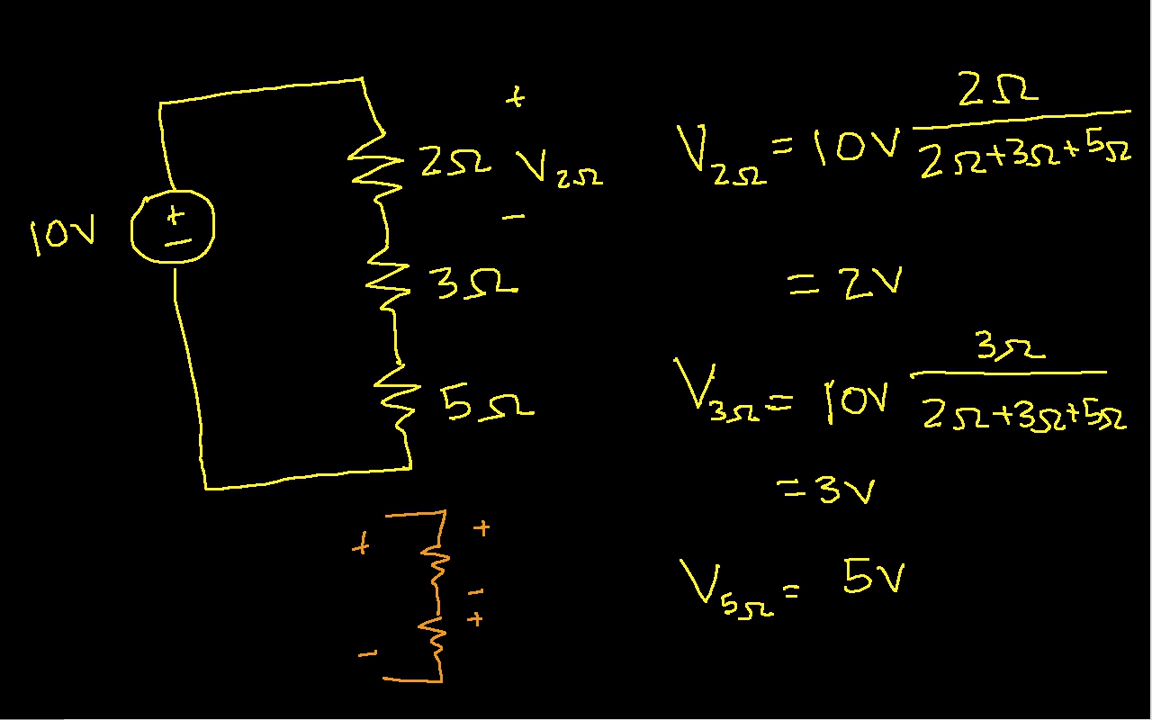 10V
+
−
2Ω
+
V2Ω
−
3Ω
5Ω
+
−
+
−
+
V2Ω = 10V 2Ω / 2Ω+3Ω+5Ω
= 2V
V3Ω = 10V 3Ω / 2Ω+3Ω+5Ω
= 3V
V5Ω = 5V